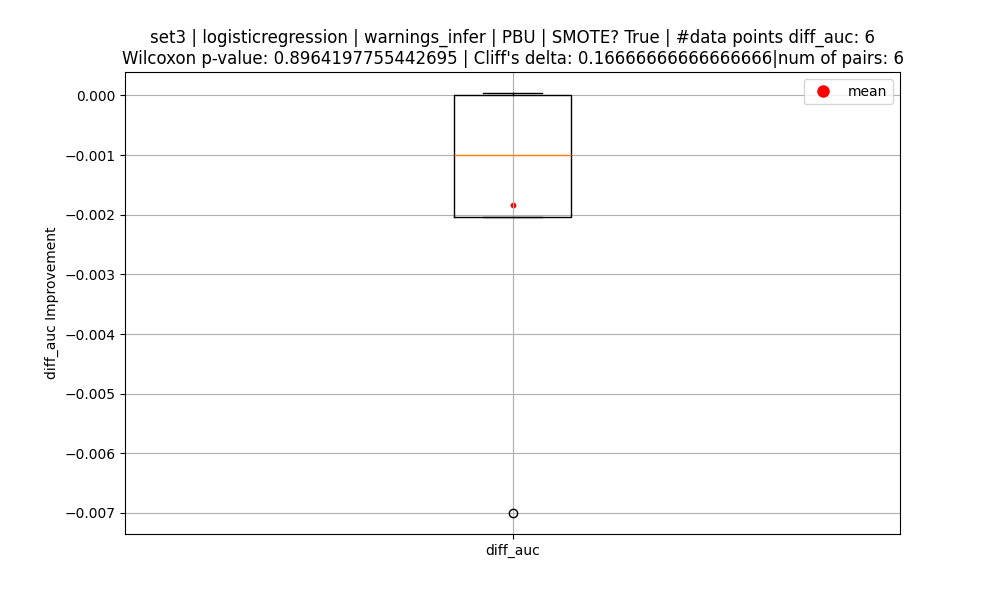 set3 | logisticregression | warnings_infer | PBU | SMOTE? True | #data points diff_auc: 6
Wilcoxon p-value: 0.8964197755442695 | Cliff's delta: 0.16666666666666666|num of pairs: 6
mean
0.000
−0.001
−0.002
−0.003
−0.004
−0.005
−0.006
−0.007
diff_auc Improvement
diff_auc